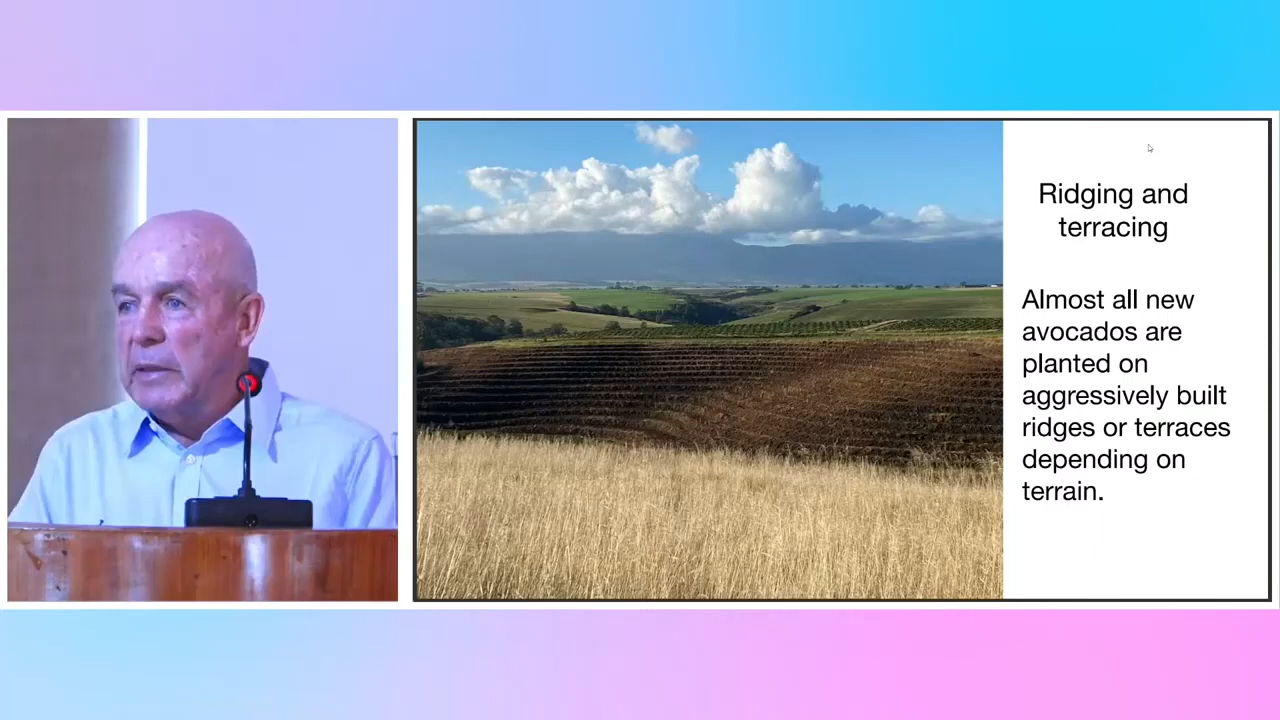 Ridging and
terracing
Almost all new
avocados are
planted on
aggressively built
ridges or terraces
depending on
terrain.